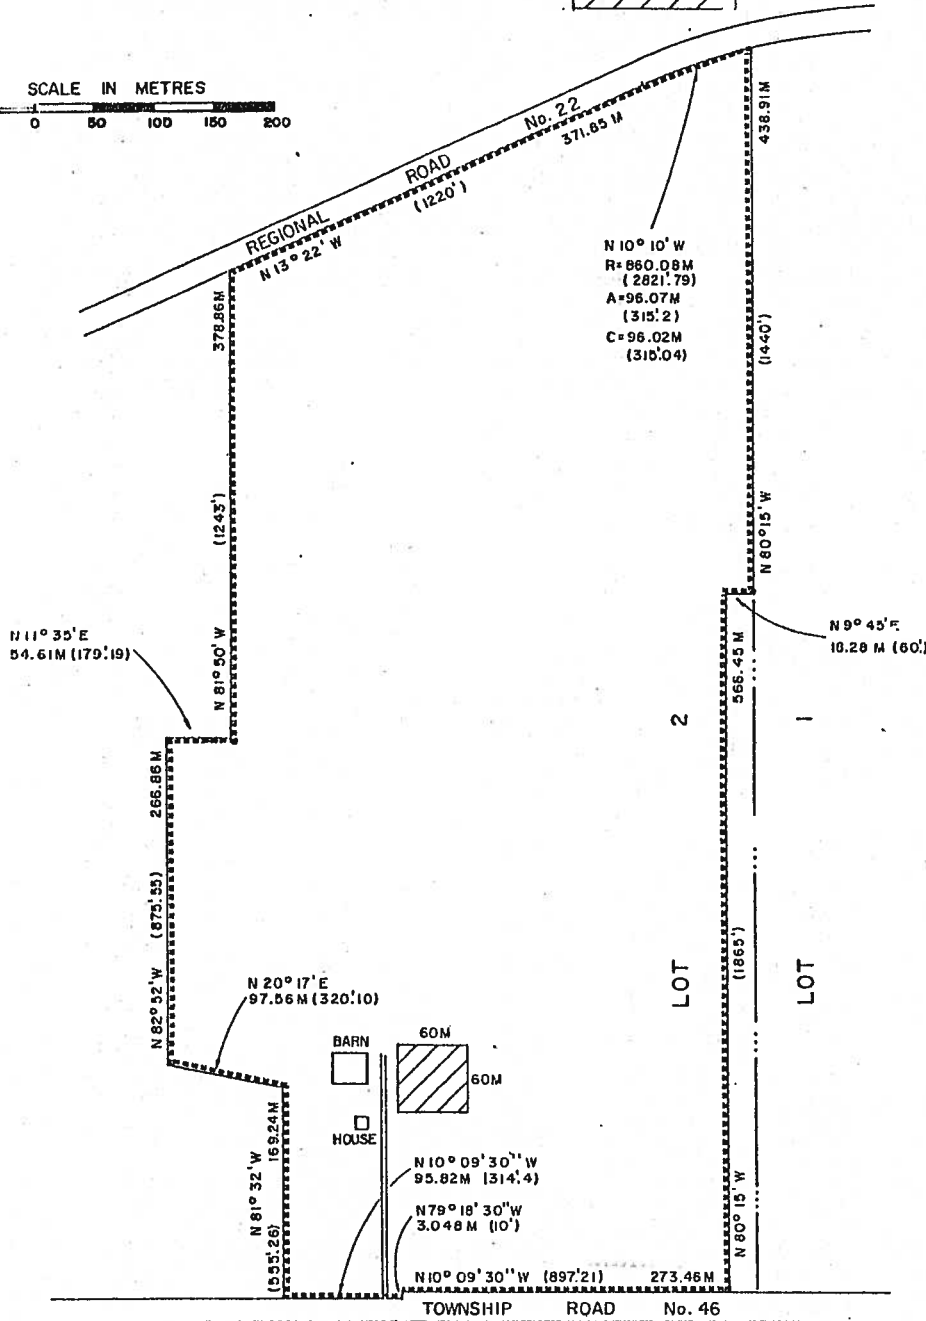 SCALE IN METRES
0 50 100 150 200
REGIONAL ROAD No. 22
N 13° 22' W (1220') 371.85 M
438.91 M
(1440')
N 80° 15' W
N 10° 10' W
R=860.08M
(2821'.79)
A=96.07M
(315'.2)
C=96.02M
(315'.04)
378.86 M
(1243')
N 81° 50' W
N 11° 35' E
54.61M (179'.19)
N 9° 45' E
18.28 M (60')
566.45 M
(1865')
N 80° 15' W
2
1
LOT
LOT
266.86 M
(875'.55)
N 82° 52' W
N 20° 17' E
97.56 M (320'.10)
BARN
60M
60M
HOUSE
169.24M
N 81° 32' W
(555'.26)
N 10° 09' 30" W
95.82M (314'.4)
N 79° 18' 30" W
3.048 M (10')
N 10° 09' 30" W (897'.21) 273.46 M
TOWNSHIP ROAD No. 46